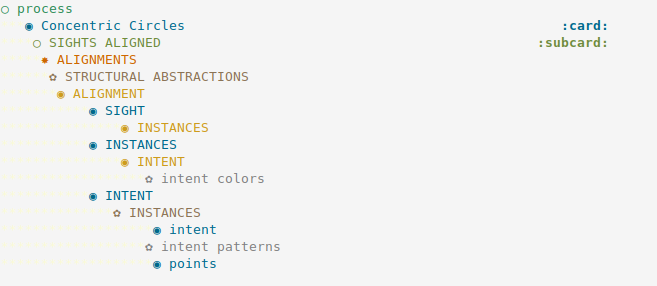 process
Concentric Circles :card:
SIGHTS ALIGNED :subcard:
ALIGNMENTS
STRUCTURAL ABSTRACTIONS
ALIGNMENT
SIGHT
INSTANCES
INSTANCES
INTENT
intent colors
INTENT
INSTANCES
intent
intent patterns
points